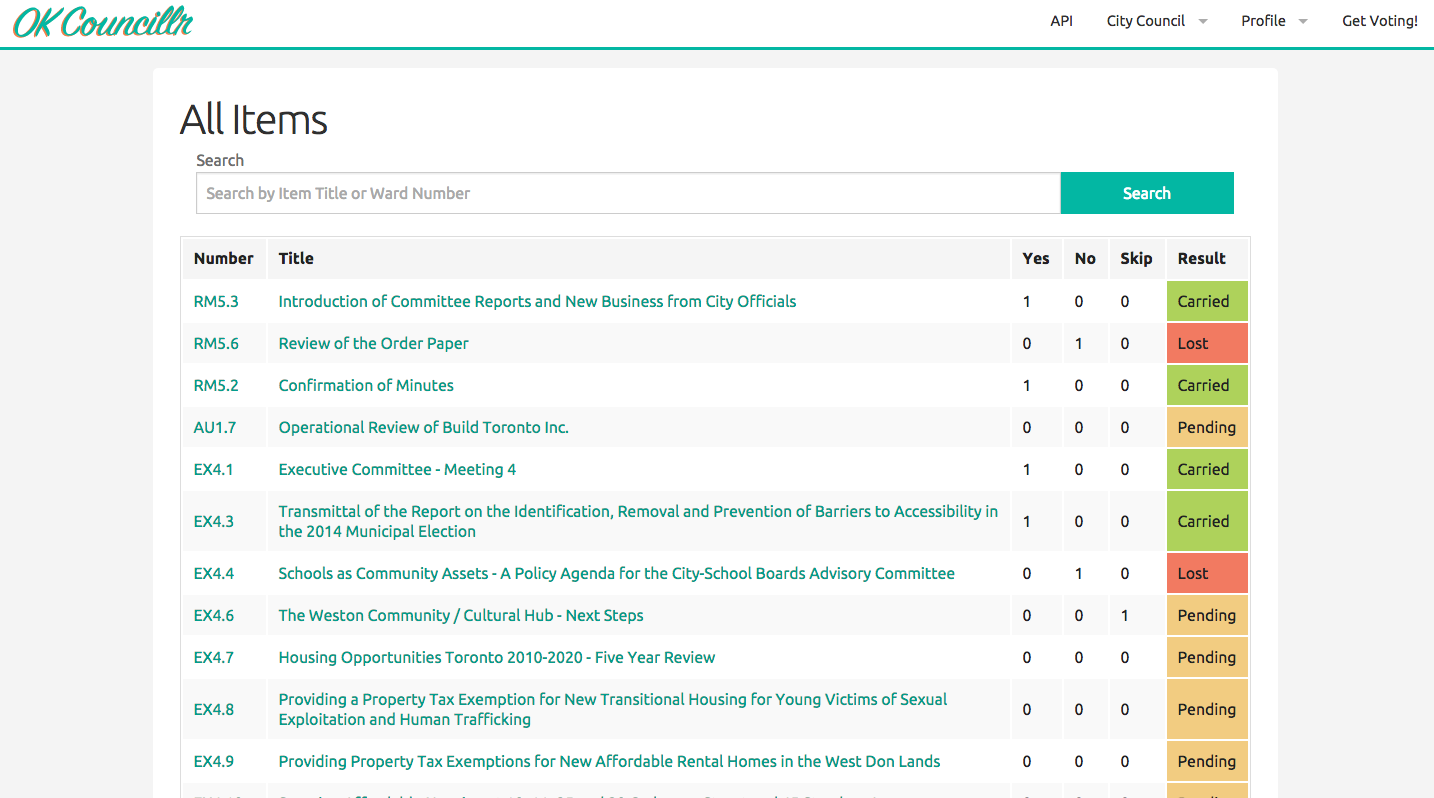 OK Councillr
API City Council Profile Get Voting!
All Items
Search
Search by Item Title or Ward Number Search
Number Title Yes No Skip Result
RM5.3 Introduction of Committee Reports and New Business from City Officials 1 0 0 Carried
RM5.6 Review of the Order Paper 0 1 0 Lost
RM5.2 Confirmation of Minutes 1 0 0 Carried
AU1.7 Operational Review of Build Toronto Inc. 0 0 0 Pending
EX4.1 Executive Committee - Meeting 4 1 0 0 Carried
EX4.3 Transmittal of the Report on the Identification, Removal and Prevention of Barriers to Accessibility in
the 2014 Municipal Election 1 0 0 Carried
EX4.4 Schools as Community Assets - A Policy Agenda for the City-School Boards Advisory Committee 0 1 0 Lost
EX4.6 The Weston Community / Cultural Hub - Next Steps 0 0 1 Pending
EX4.7 Housing Opportunities Toronto 2010-2020 - Five Year Review 0 0 0 Pending
EX4.8 Providing a Property Tax Exemption for New Transitional Housing for Young Victims of Sexual
Exploitation and Human Trafficking 0 0 0 Pending
EX4.9 Providing Property Tax Exemptions for New Affordable Rental Homes in the West Don Lands 0 0 0 Pending